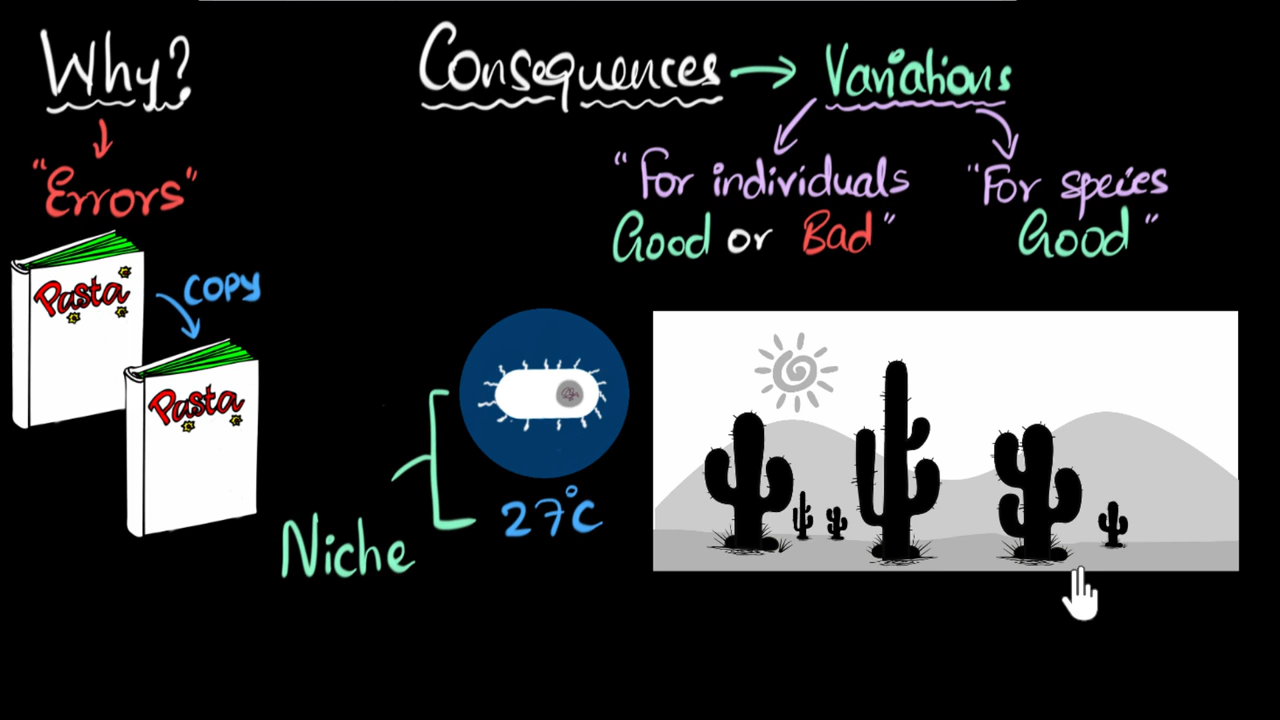 Why?
"Errors"
Pasta
copy
Pasta
Consequences → Variations
"For individuals
Good or Bad"
"For species
Good"
Niche
27°C